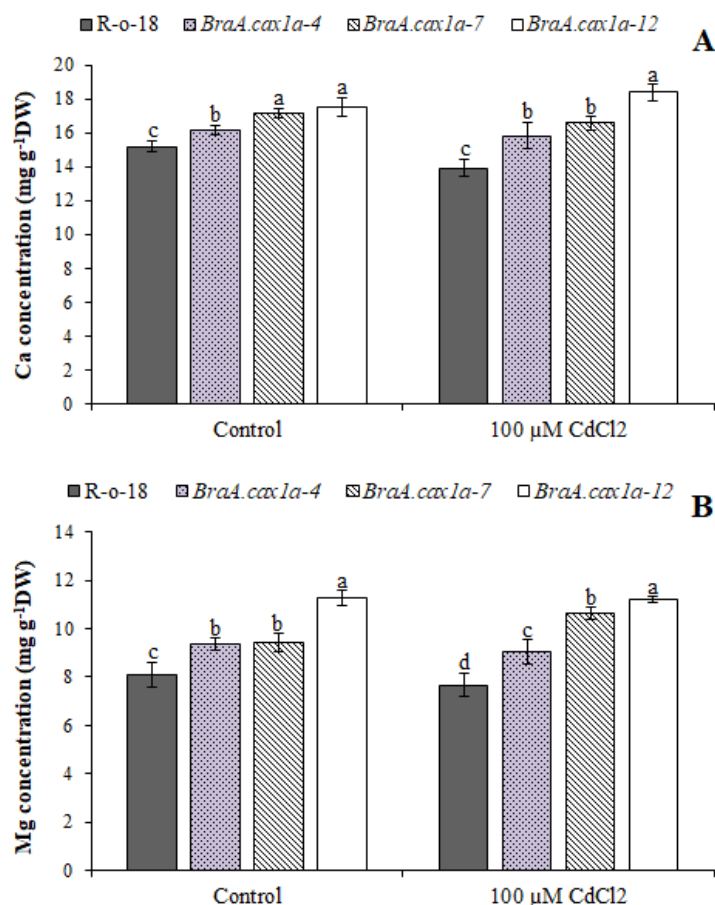 R-o-18 BraA.cax1a-4 BraA.cax1a-7 BraA.cax1a-12
A
Ca concentration (mg g⁻¹DW)
20
18
16
14
12
10
8
6
4
2
0
c b a a
c b b a
Control 100 µM CdCl2
R-o-18 BraA.cax1a-4 BraA.cax1a-7 BraA.cax1a-12
B
Mg concentration (mg g⁻¹DW)
14
12
10
8
6
4
2
0
c b b a
d c b a
Control 100 µM CdCl2